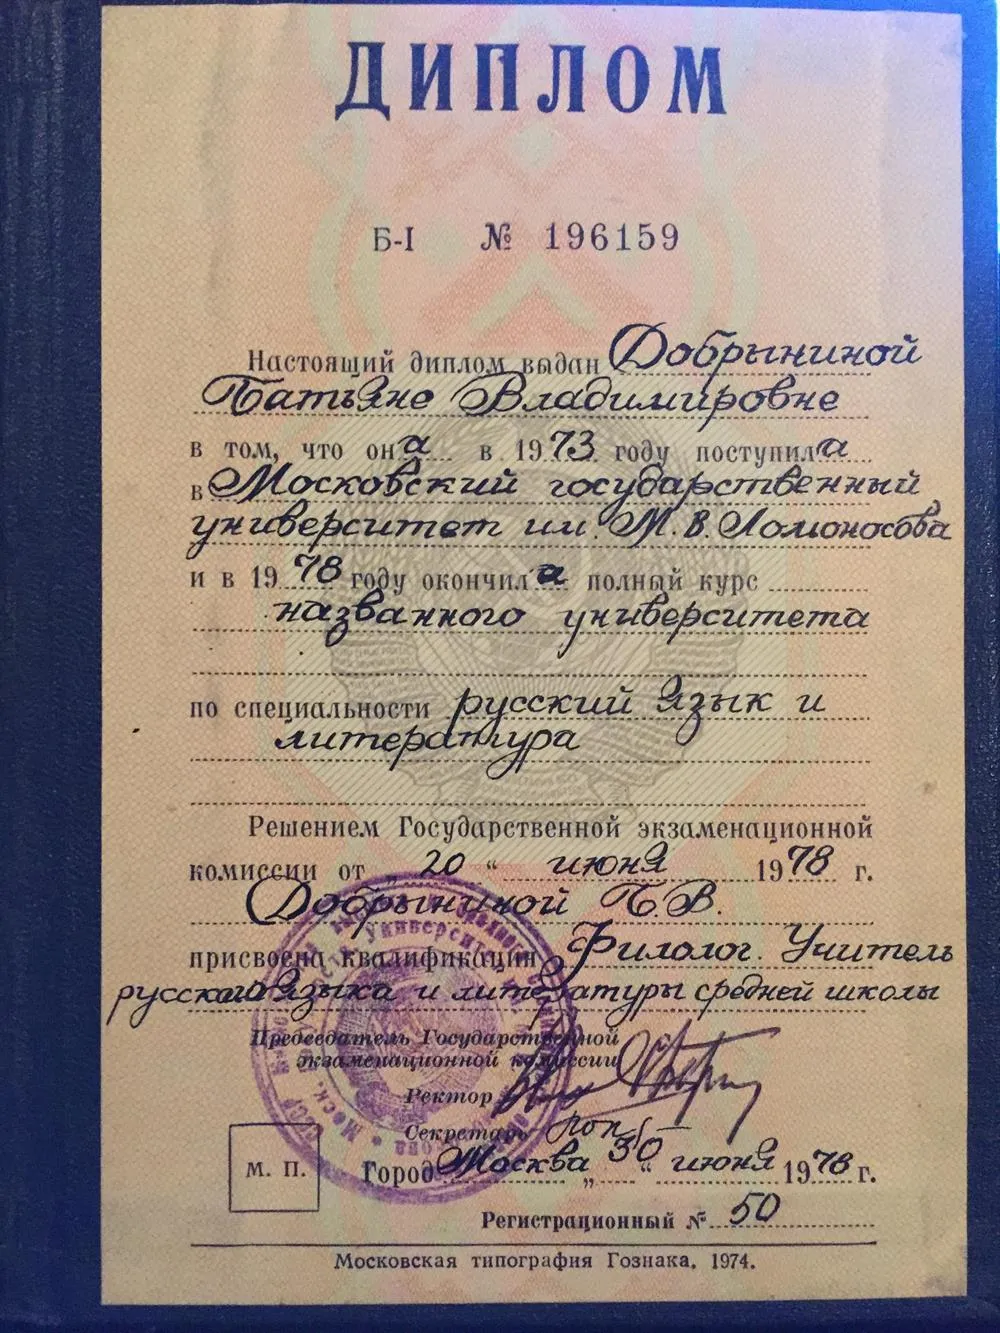 ДИПЛОМ
Б-I № 196159
Настоящий диплом выдан Добрыниной
Татьяне Владимировне
в том, что она в 1973 году поступила
в Московский государственный
университет им. М. В. Ломоносова
и в 1978 году окончила полный курс
названного университета
по специальности русский язык и
литература
Решением Государственной экзаменационной
комиссии от „20“ июня 1978 г.
Добрыниной Т. В.
присвоена квалификация Филолог. Учитель
русского языка и литературы средней школы
Председатель Государственной
экзаменационной комиссии
Ректор
Секретарь
М. П.
Город Москва „30“ июня 1978 г.
Регистрационный № 50
Московская типография Гознака. 1974.